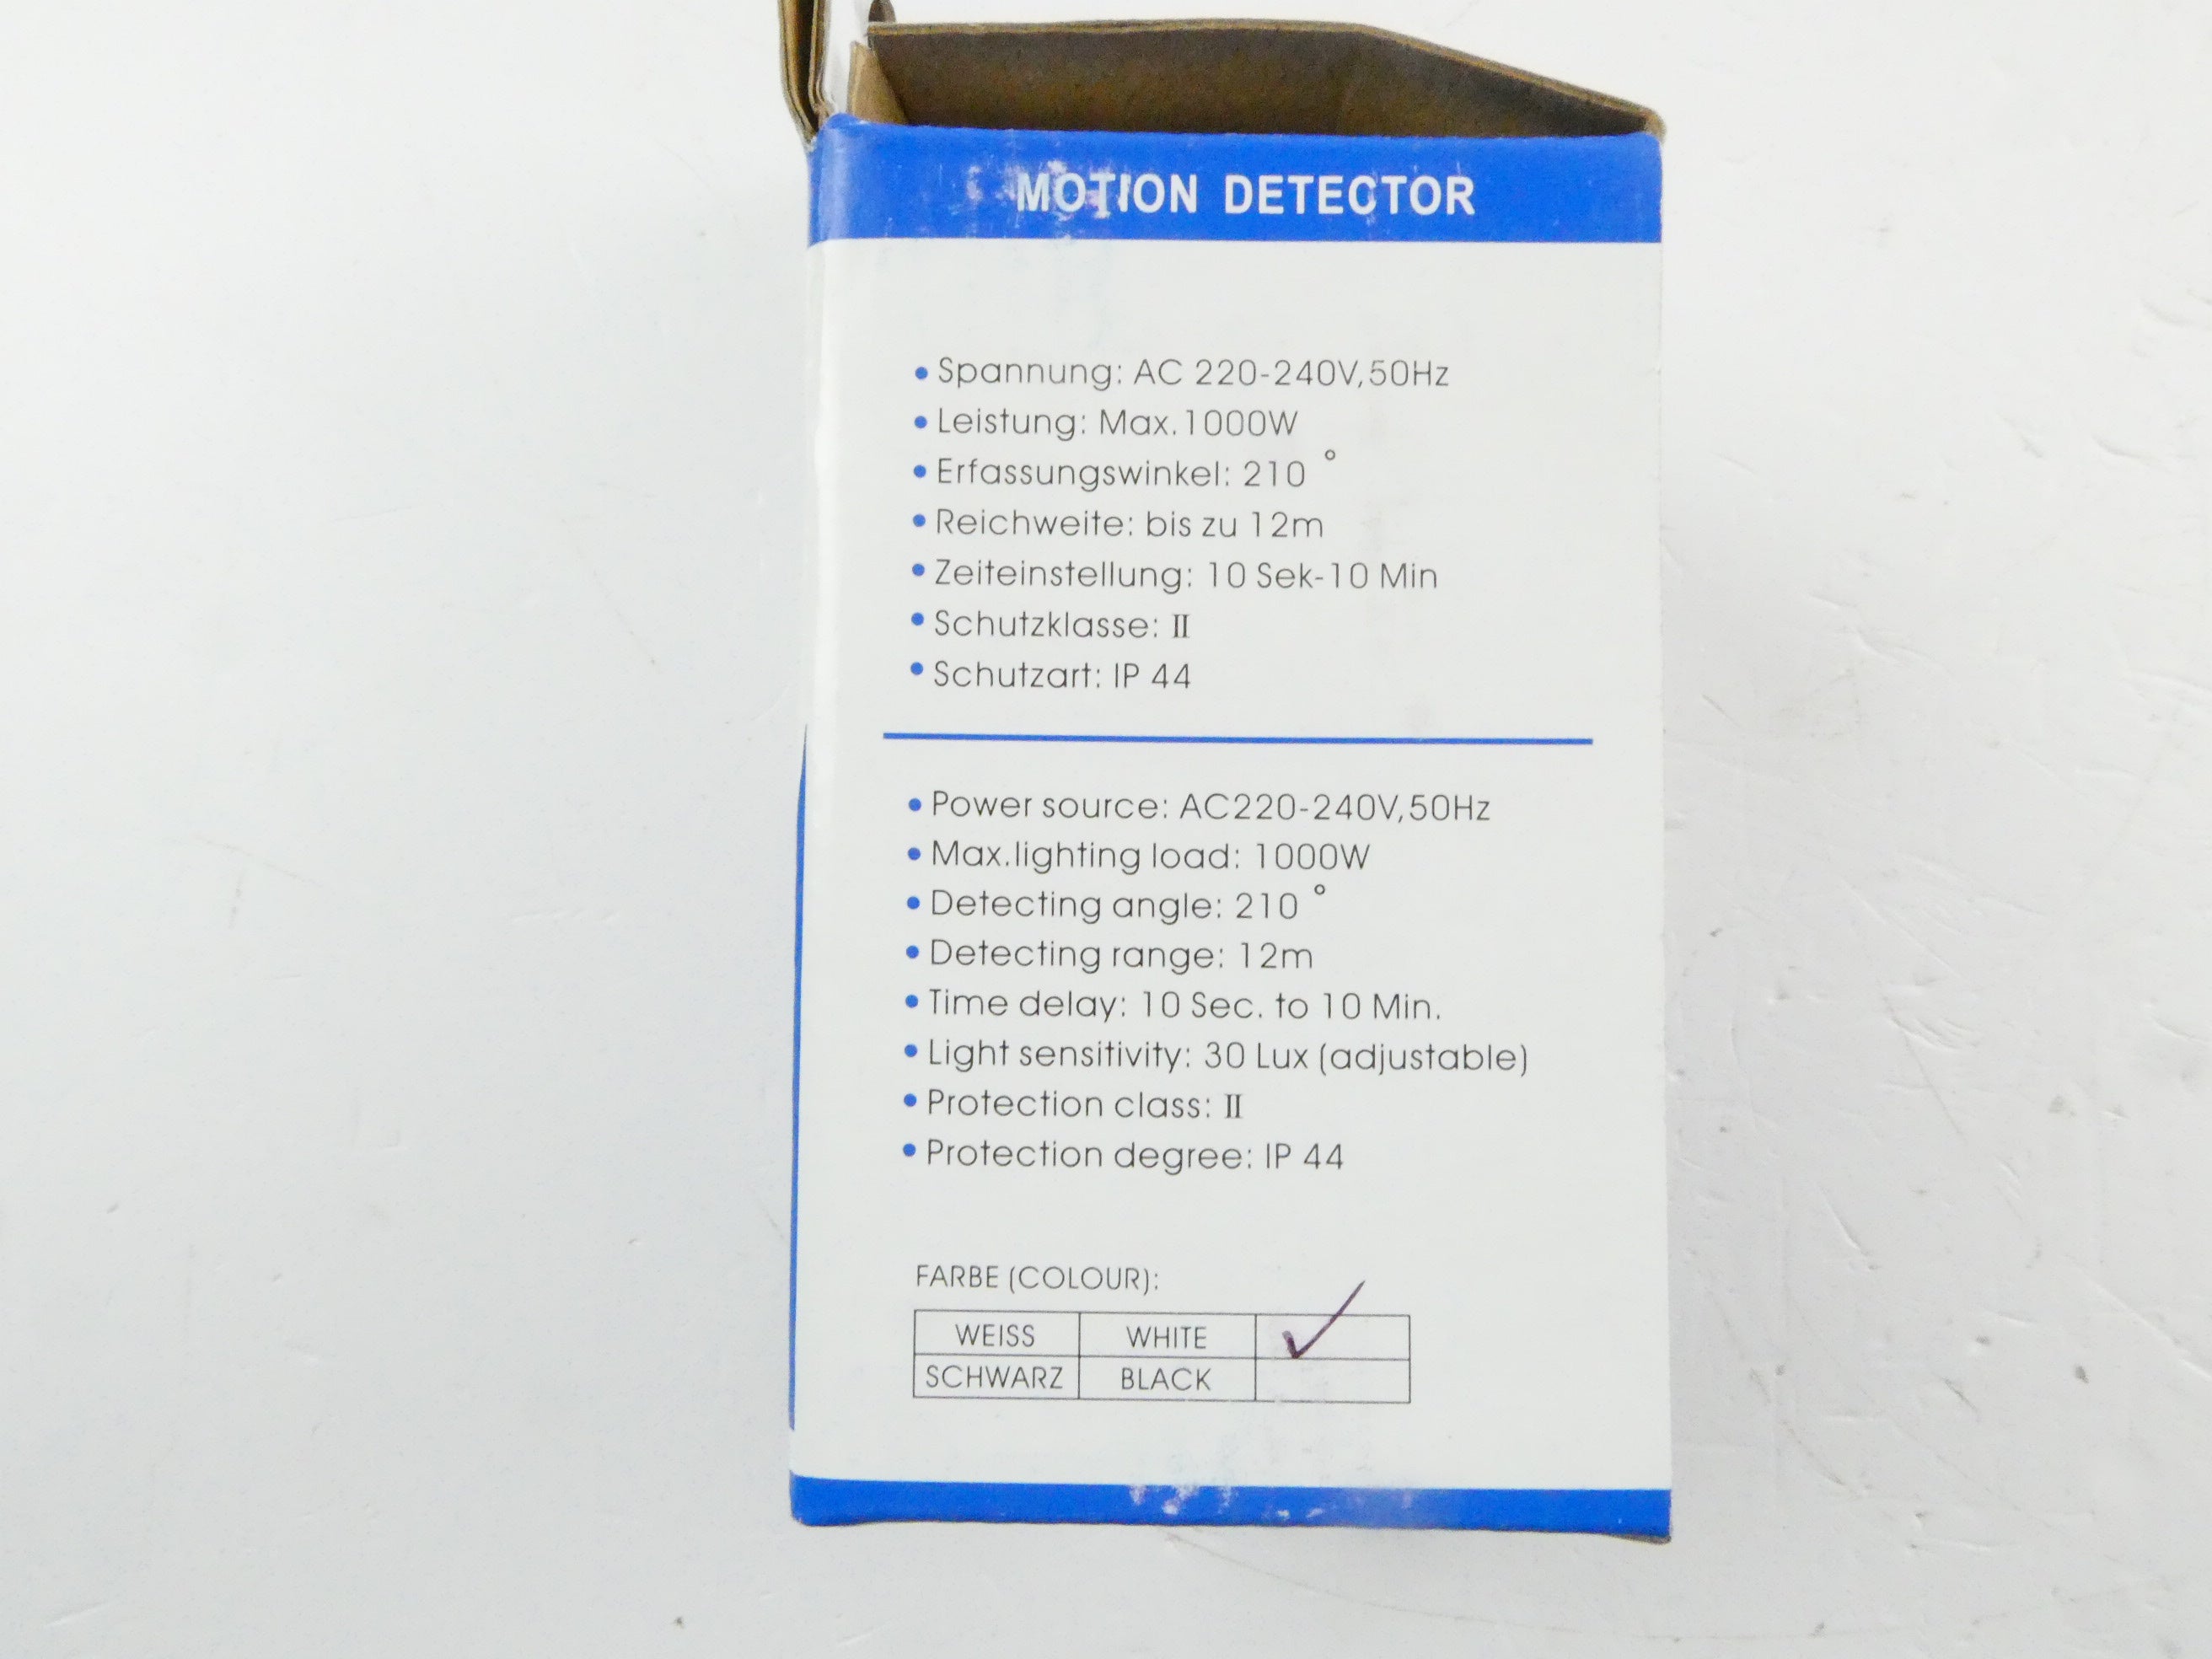 MOTION DETECTOR
• Spannung: AC 220-240V,50Hz
• Leistung: Max.1000W
• Erfassungswinkel: 210 °
• Reichweite: bis zu 12m
• Zeiteinstellung: 10 Sek-10 Min
• Schutzklasse: II
• Schutzart: IP 44
• Power source: AC220-240V,50Hz
• Max.lighting load: 1000W
• Detecting angle: 210 °
• Detecting range: 12m
• Time delay: 10 Sec. to 10 Min.
• Light sensitivity: 30 Lux (adjustable)
• Protection class: II
• Protection degree: IP 44
FARBE (COLOUR):
WEISS WHITE ✓
SCHWARZ BLACK